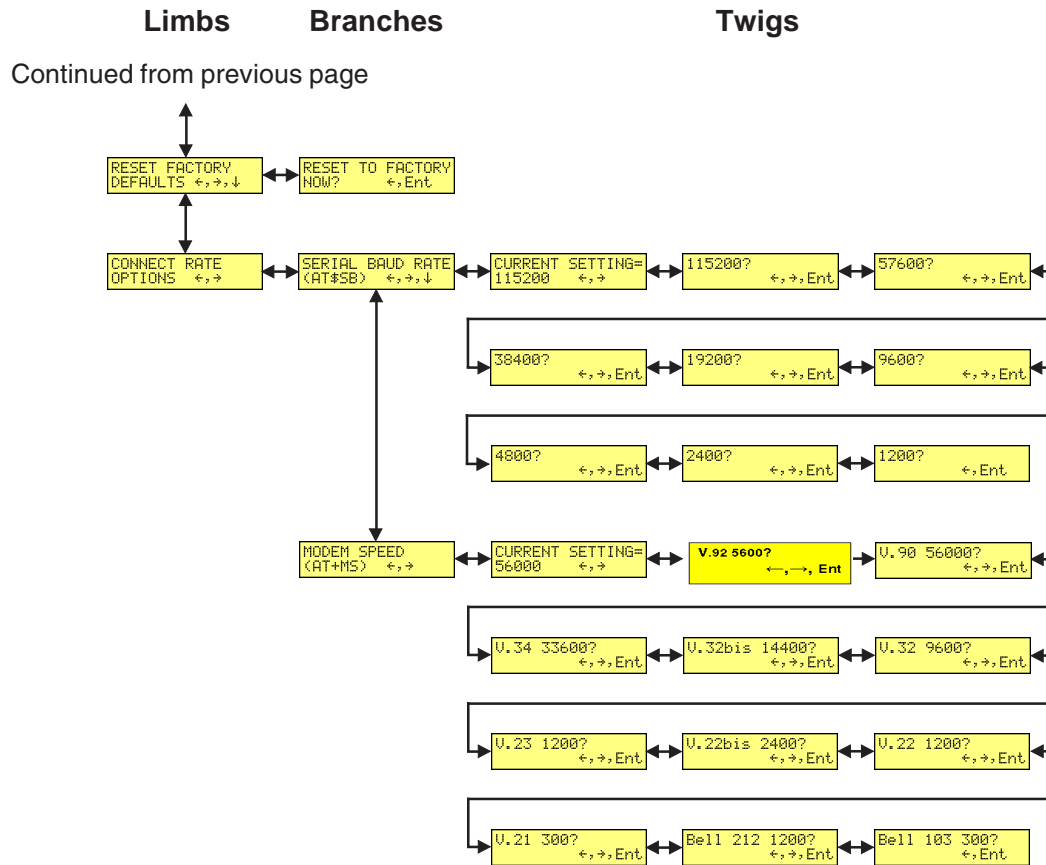 Limbs Branches Twigs
Continued from previous page
RESET FACTORY
DEFAULTS ←,→,↓
RESET TO FACTORY
NOW? ←,Ent
CONNECT RATE
OPTIONS ←,→
SERIAL BAUD RATE
(AT$SB) ←,→,↓
CURRENT SETTING=
115200 ←,→
115200?
←,→,Ent
57600?
←,→,Ent
38400?
←,→,Ent
19200?
←,→,Ent
9600?
←,→,Ent
4800?
←,→,Ent
2400?
←,→,Ent
1200?
←,Ent
MODEM SPEED
(AT+MS) ←,→
CURRENT SETTING=
56000 ←,→
V.92 5600?
←,→, Ent
V.90 56000?
←,→,Ent
V.34 33600?
←,→,Ent
V.32bis 14400?
←,→,Ent
V.32 9600?
←,→,Ent
V.23 1200?
←,→,Ent
V.22bis 2400?
←,→,Ent
V.22 1200?
←,→,Ent
V.21 300?
←,→,Ent
Bell 212 1200?
←,→,Ent
Bell 103 300?
←,Ent